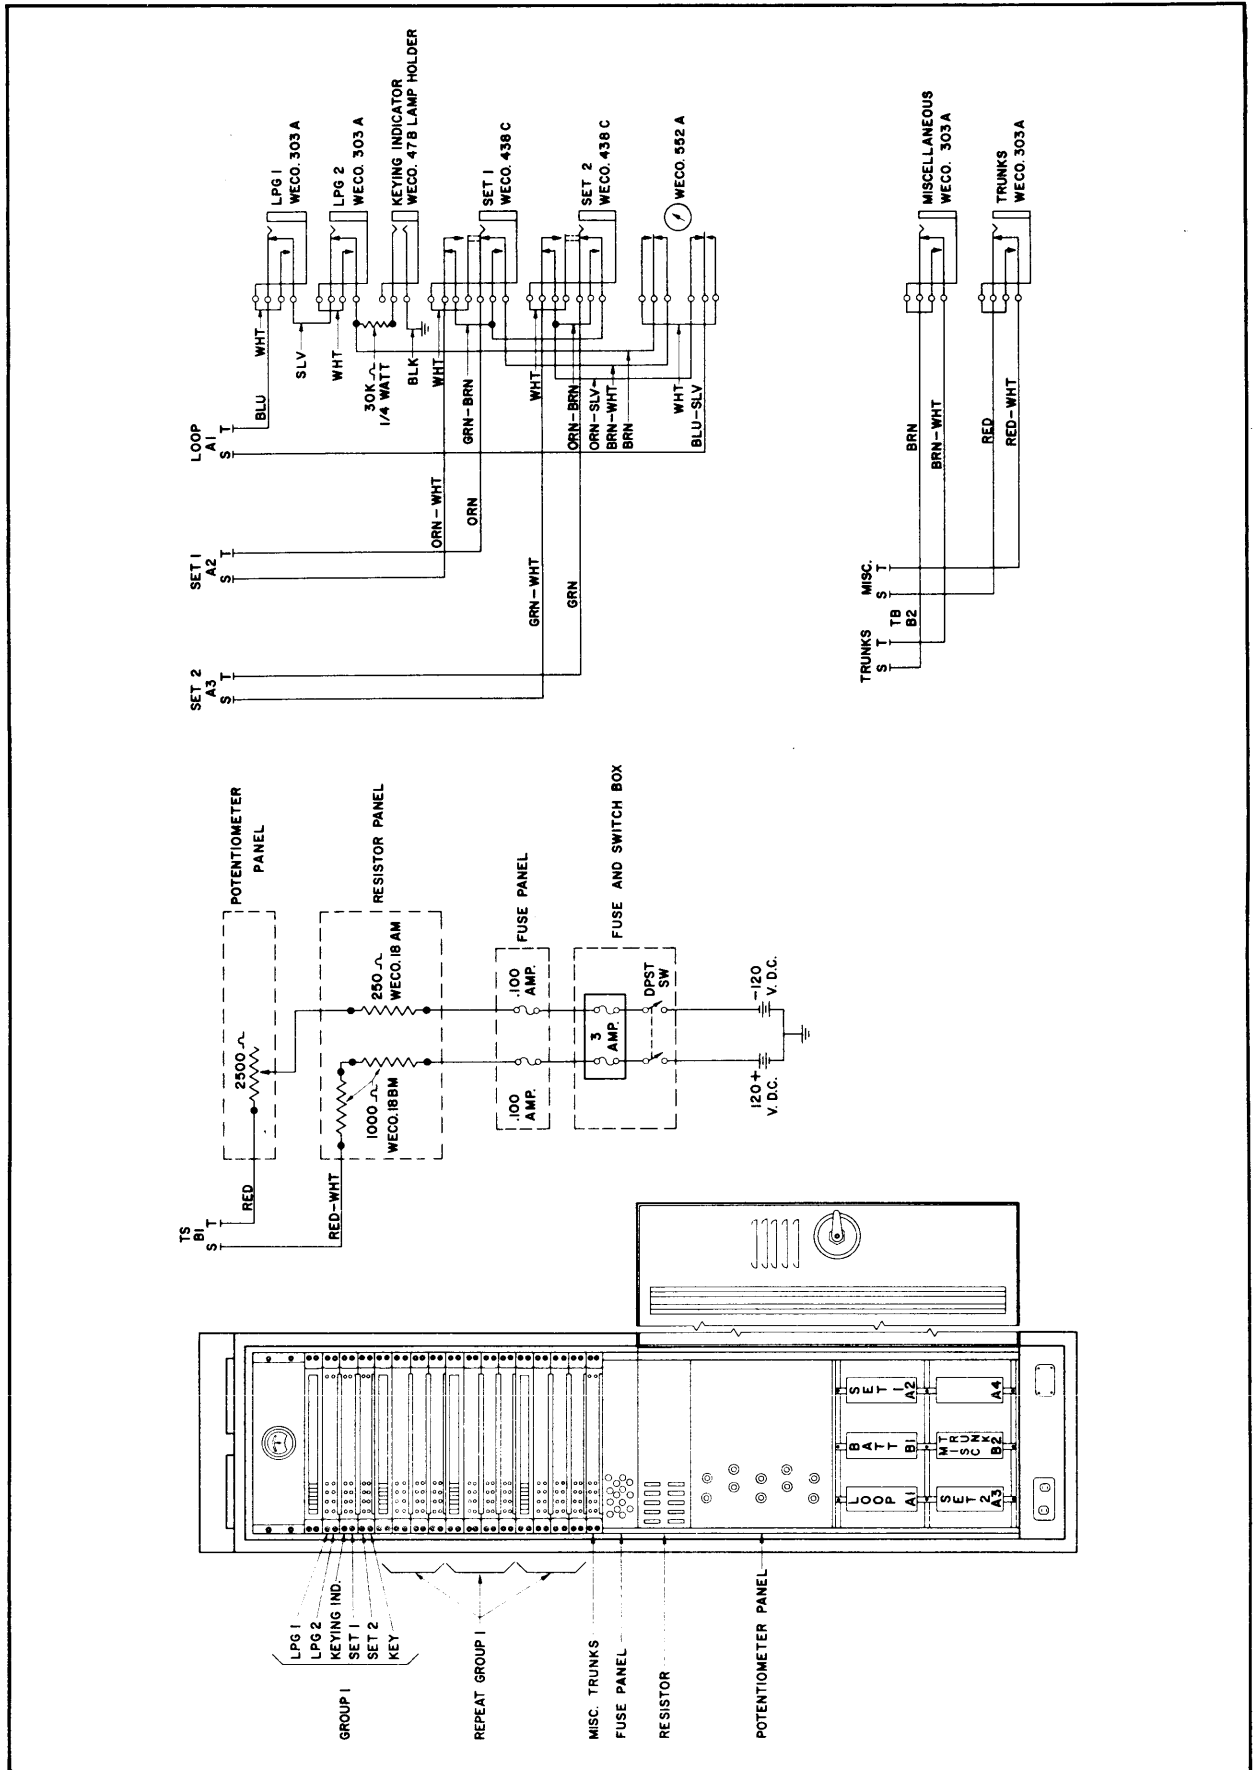 LOOP
A1
S T
SET 1
A2
S T
SET 2
A3
S T
BLU
WHT
SLV
WHT
30K Ω
1/4 WATT
BLK
WHT
GRN-BRN
ORN-WHT
ORN
WHT
GRN-WHT
GRN
ORN-BRN
ORN-SLV
BRN-WHT
BRN
WHT
BLU-SLV
LPG 1
WECO. 303 A
LPG 2
WECO. 303 A
KEYING INDICATOR
WECO. 47 B LAMP HOLDER
SET 1
WECO. 438 C
SET 2
WECO. 438 C
WECO. 552 A
MISC.
S T
TB
B2
TRUNKS
S T
BRN
BRN-WHT
RED
RED-WHT
MISCELLANEOUS
WECO. 303A
TRUNKS
WECO. 303A
TS
B1
S T
RED
RED-WHT
POTENTIOMETER
PANEL
2500 Ω
RESISTOR PANEL
250 Ω
WECO. 18 AM
1000 Ω
WECO. 18BM
FUSE PANEL
.100
AMP.
.100
AMP.
FUSE AND SWITCH BOX
3
AMP.
DPST
SW
120+
V. D.C.
-120
V. D.C.
LPG 1
LPG 2
KEYING IND.
SET 1
SET 2
KEY
GROUP 1
REPEAT GROUP 1
MISC. TRUNKS
FUSE PANEL
RESISTOR
POTENTIOMETER PANEL
LOOP
A1
BATT
B1
SET 1
A2
SET 2
A3
MISC
TRUNK
B2
A4